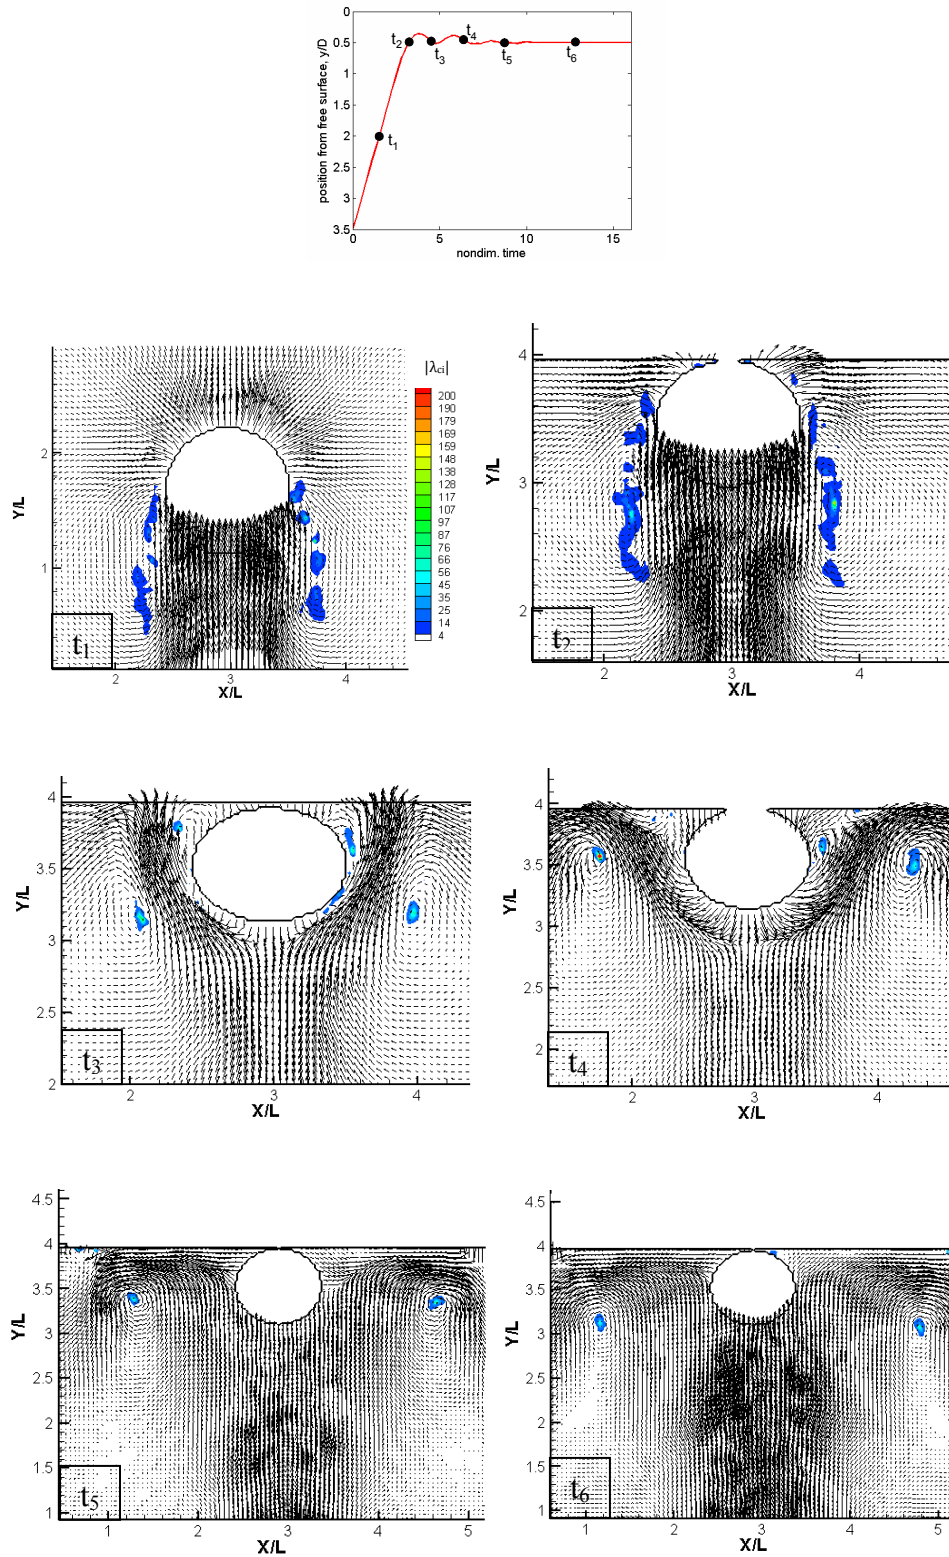 0
0.5
1
1.5
2
2.5
3
3.5
0 5 10 15
position from free surface, y/D
nondim. time
t1
t2
t3
t4
t5
t6
|λci|
200
190
179
169
159
148
138
128
117
107
97
87
76
66
56
45
35
25
14
4
2
1
Y/L
2 3 4
X/L
t1
4
3
2
Y/L
2 3 4
X/L
t2
4
3.5
3
2.5
2
Y/L
2 3 4
X/L
t3
4
3.5
3
2.5
2
Y/L
2 3 4
X/L
t4
4.5
4
3.5
3
2.5
2
1.5
1
Y/L
1 2 3 4 5
X/L
t5
4.5
4
3.5
3
2.5
2
1.5
1
Y/L
1 2 3 4 5
X/L
t6